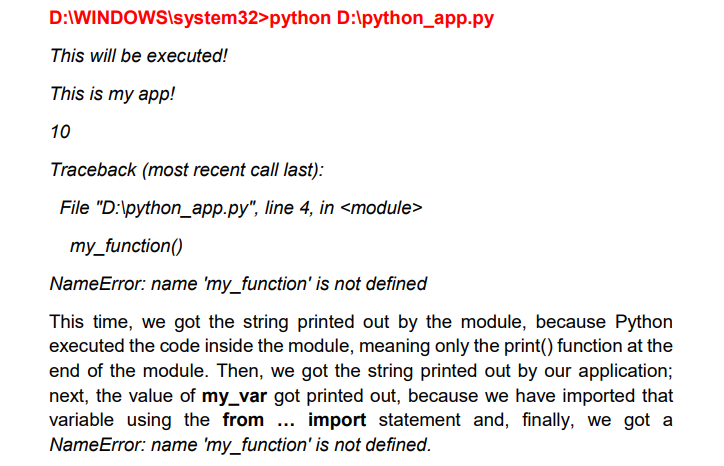 D:\WINDOWS\system32>python D:\python_app.py
This will be executed!
This is my app!
10
Traceback (most recent call last):
File "D:\python_app.py", line 4, in <module>
my_function()
NameError: name 'my_function' is not defined
This time, we got the string printed out by the module, because Python
executed the code inside the module, meaning only the print() function at the
end of the module. Then, we got the string printed out by our application;
next, the value of my_var got printed out, because we have imported that
variable using the from ... import statement and, finally, we got a
NameError: name 'my_function' is not defined.